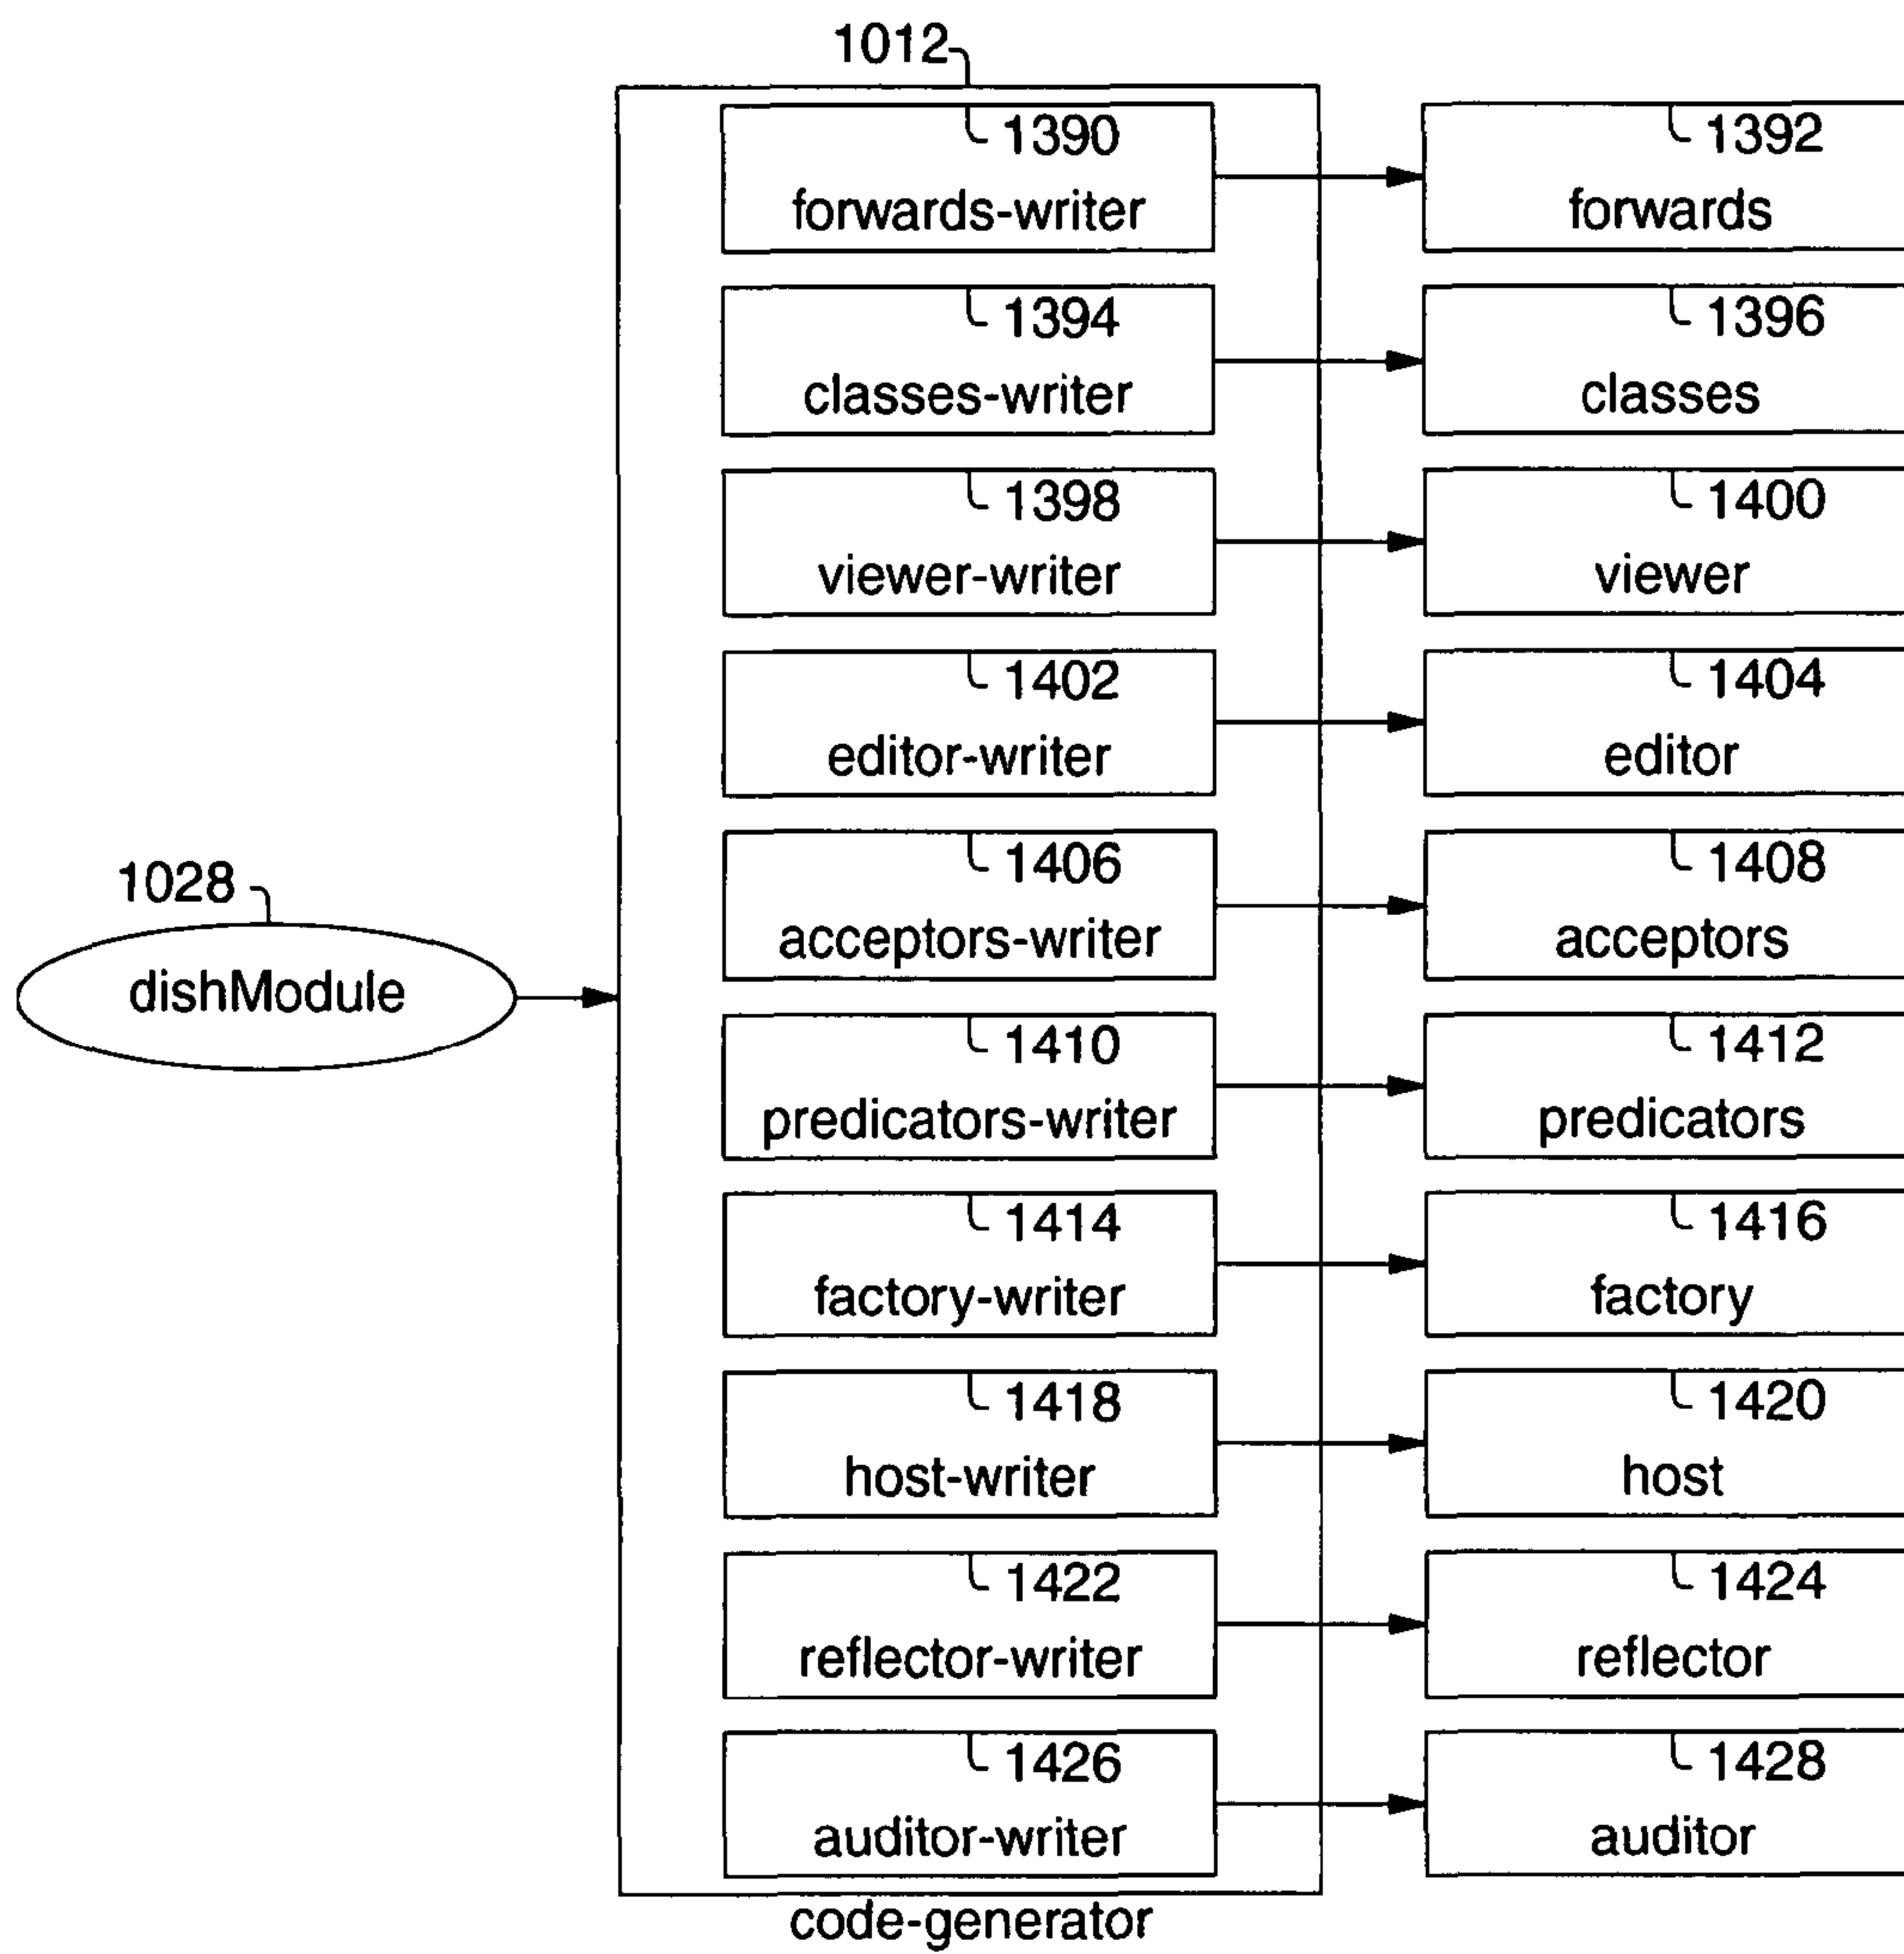 1012
1390
forwards-writer
1392
forwards
1394
classes-writer
1396
classes
1398
viewer-writer
1400
viewer
1402
editor-writer
1404
editor
1406
acceptors-writer
1408
acceptors
1028
dishModule
1410
predicators-writer
1412
predicators
1414
factory-writer
1416
factory
1418
host-writer
1420
host
1422
reflector-writer
1424
reflector
1426
auditor-writer
1428
auditor
code-generator